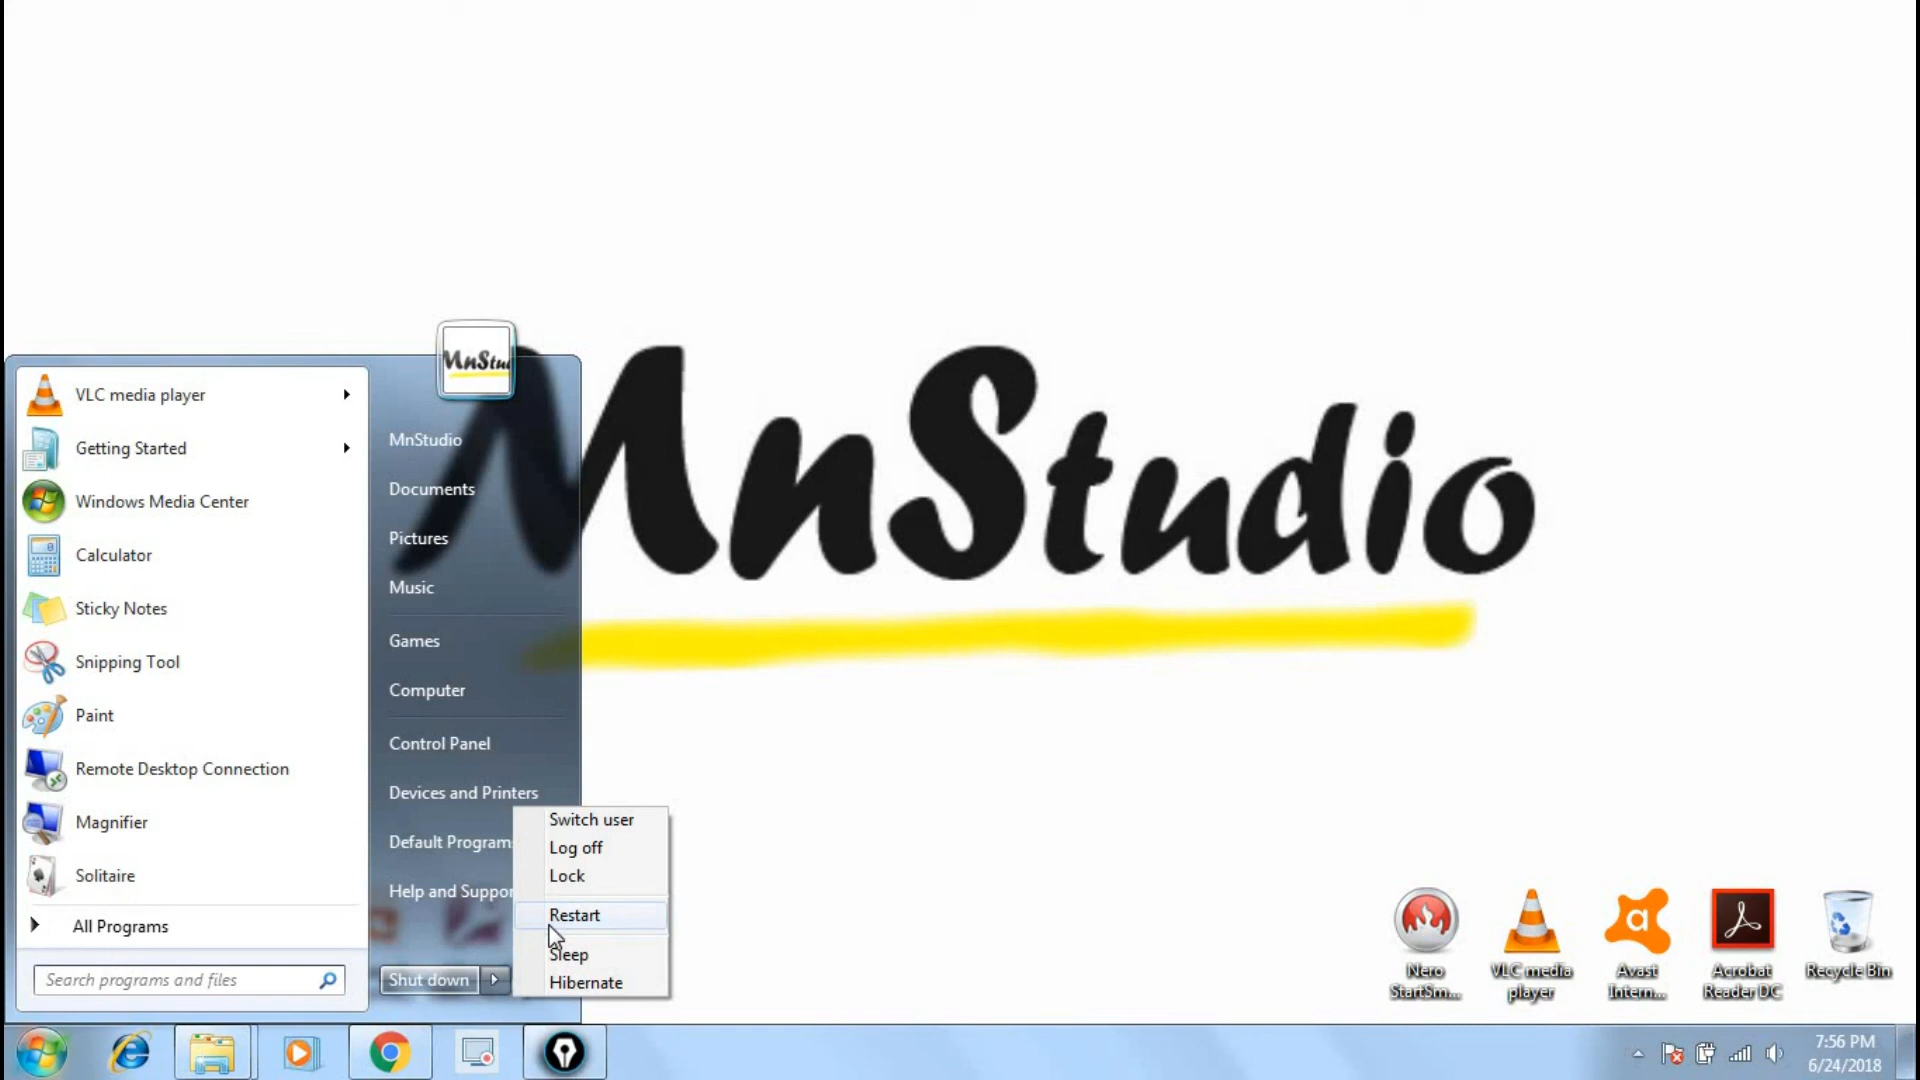 MnStudio
MnStu
VLC media player
Getting Started
Windows Media Center
Calculator
Sticky Notes
Snipping Tool
Paint
Remote Desktop Connection
Magnifier
Solitaire
All Programs
Search programs and files
MnStudio
Documents
Pictures
Music
Games
Computer
Control Panel
Devices and Printers
Default Programs
Help and Suppor
Shut down
Switch user
Log off
Lock
Restart
Sleep
Hibernate
Nero
StartSm...
VLC media
player
Avast
Intern...
Acrobat
Reader DC
Recycle Bin
7:56 PM
6/24/2018